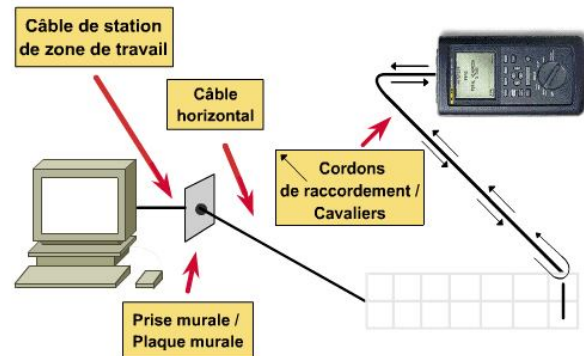 Câble de station
de zone de travail
Câble
horizontal
Cordons
de raccordement /
Cavaliers
Prise murale /
Plaque murale